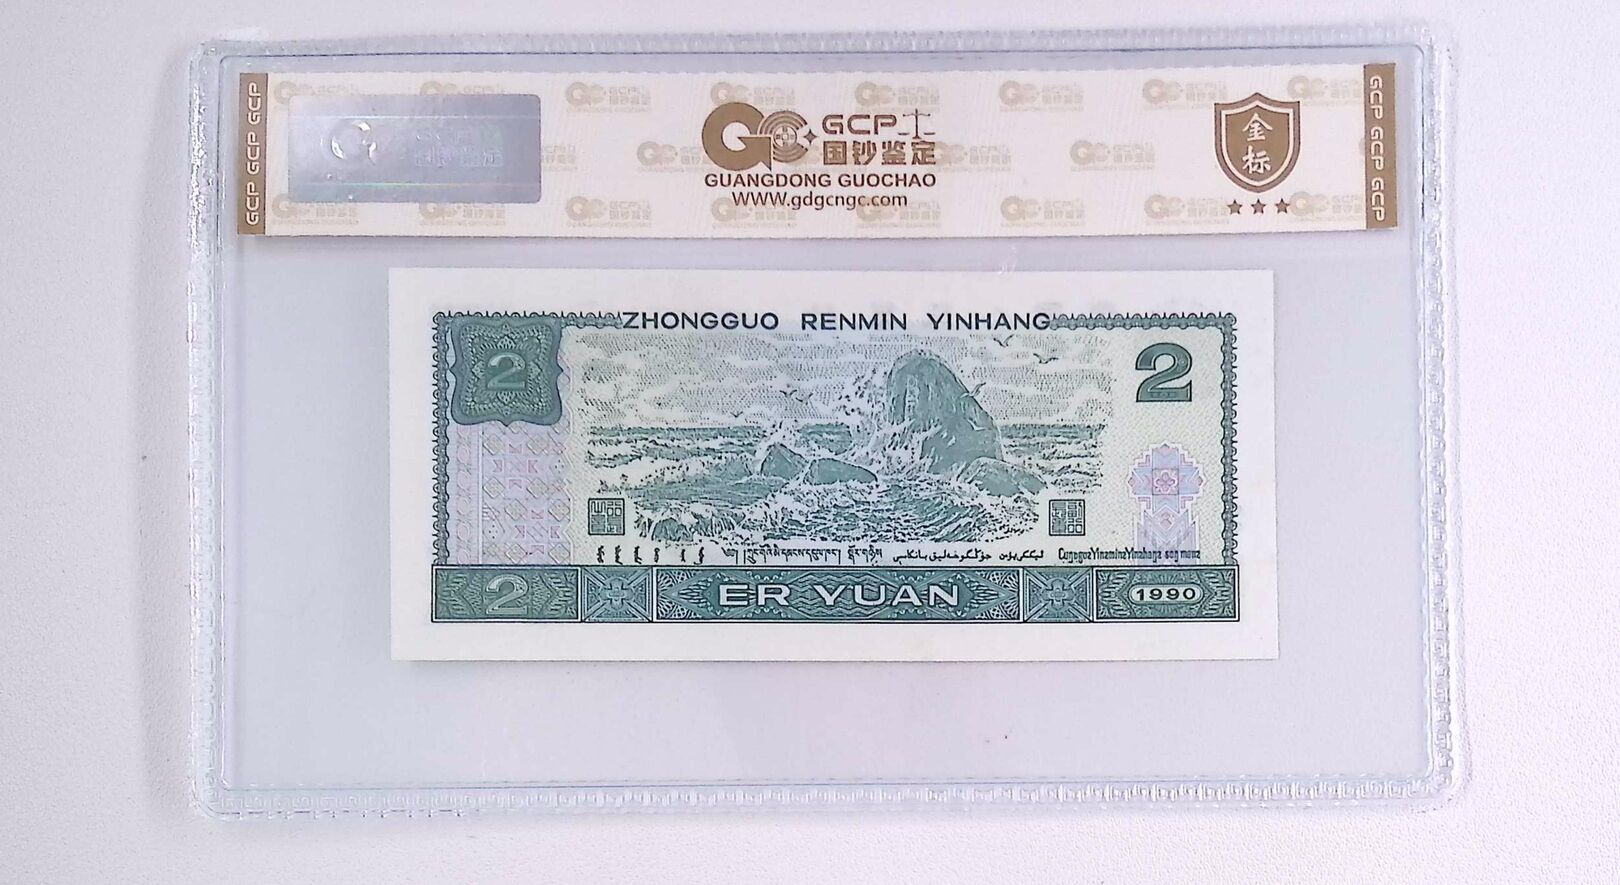 GCP GCP GCP
GCP
国钞鉴定
GUANGDONG GUOCHAO
WWW.gdgcngc.com
金标
GCP GCP GCP
ZHONGGUO RENMIN YINHANG
2
2
2
ER YUAN
1990